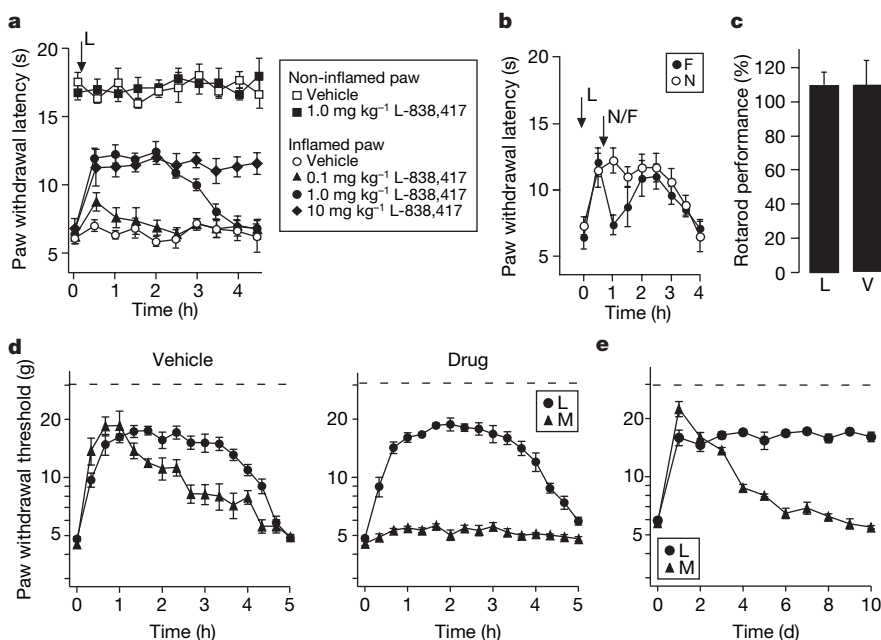 a
L
Paw withdrawal latency (s)
20
15
10
5
0 1 2 3 4
Time (h)
Non-inflamed paw
Vehicle
1.0 mg kg⁻¹ L-838,417
Inflamed paw
Vehicle
0.1 mg kg⁻¹ L-838,417
1.0 mg kg⁻¹ L-838,417
10 mg kg⁻¹ L-838,417
b
F
N
L
N/F
Paw withdrawal latency (s)
20
15
10
5
0 1 2 3 4
Time (h)
c
Rotarod performance (%)
120
100
80
60
40
20
0
L V
d
Vehicle
Paw withdrawal threshold (g)
20
10
5
0 1 2 3 4 5
Time (h)
Drug
L
M
20
10
5
0 1 2 3 4 5
Time (h)
e
20
10
5
L
M
0 2 4 6 8 10
Time (d)